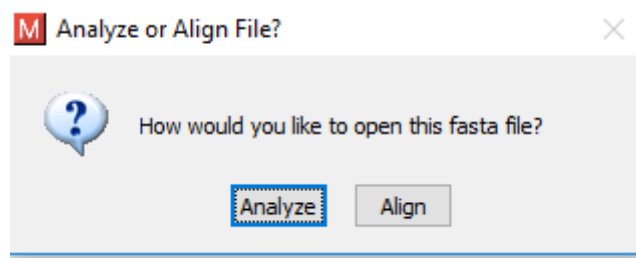 M Analyze or Align File?
How would you like to open this fasta file?
Analyze Align